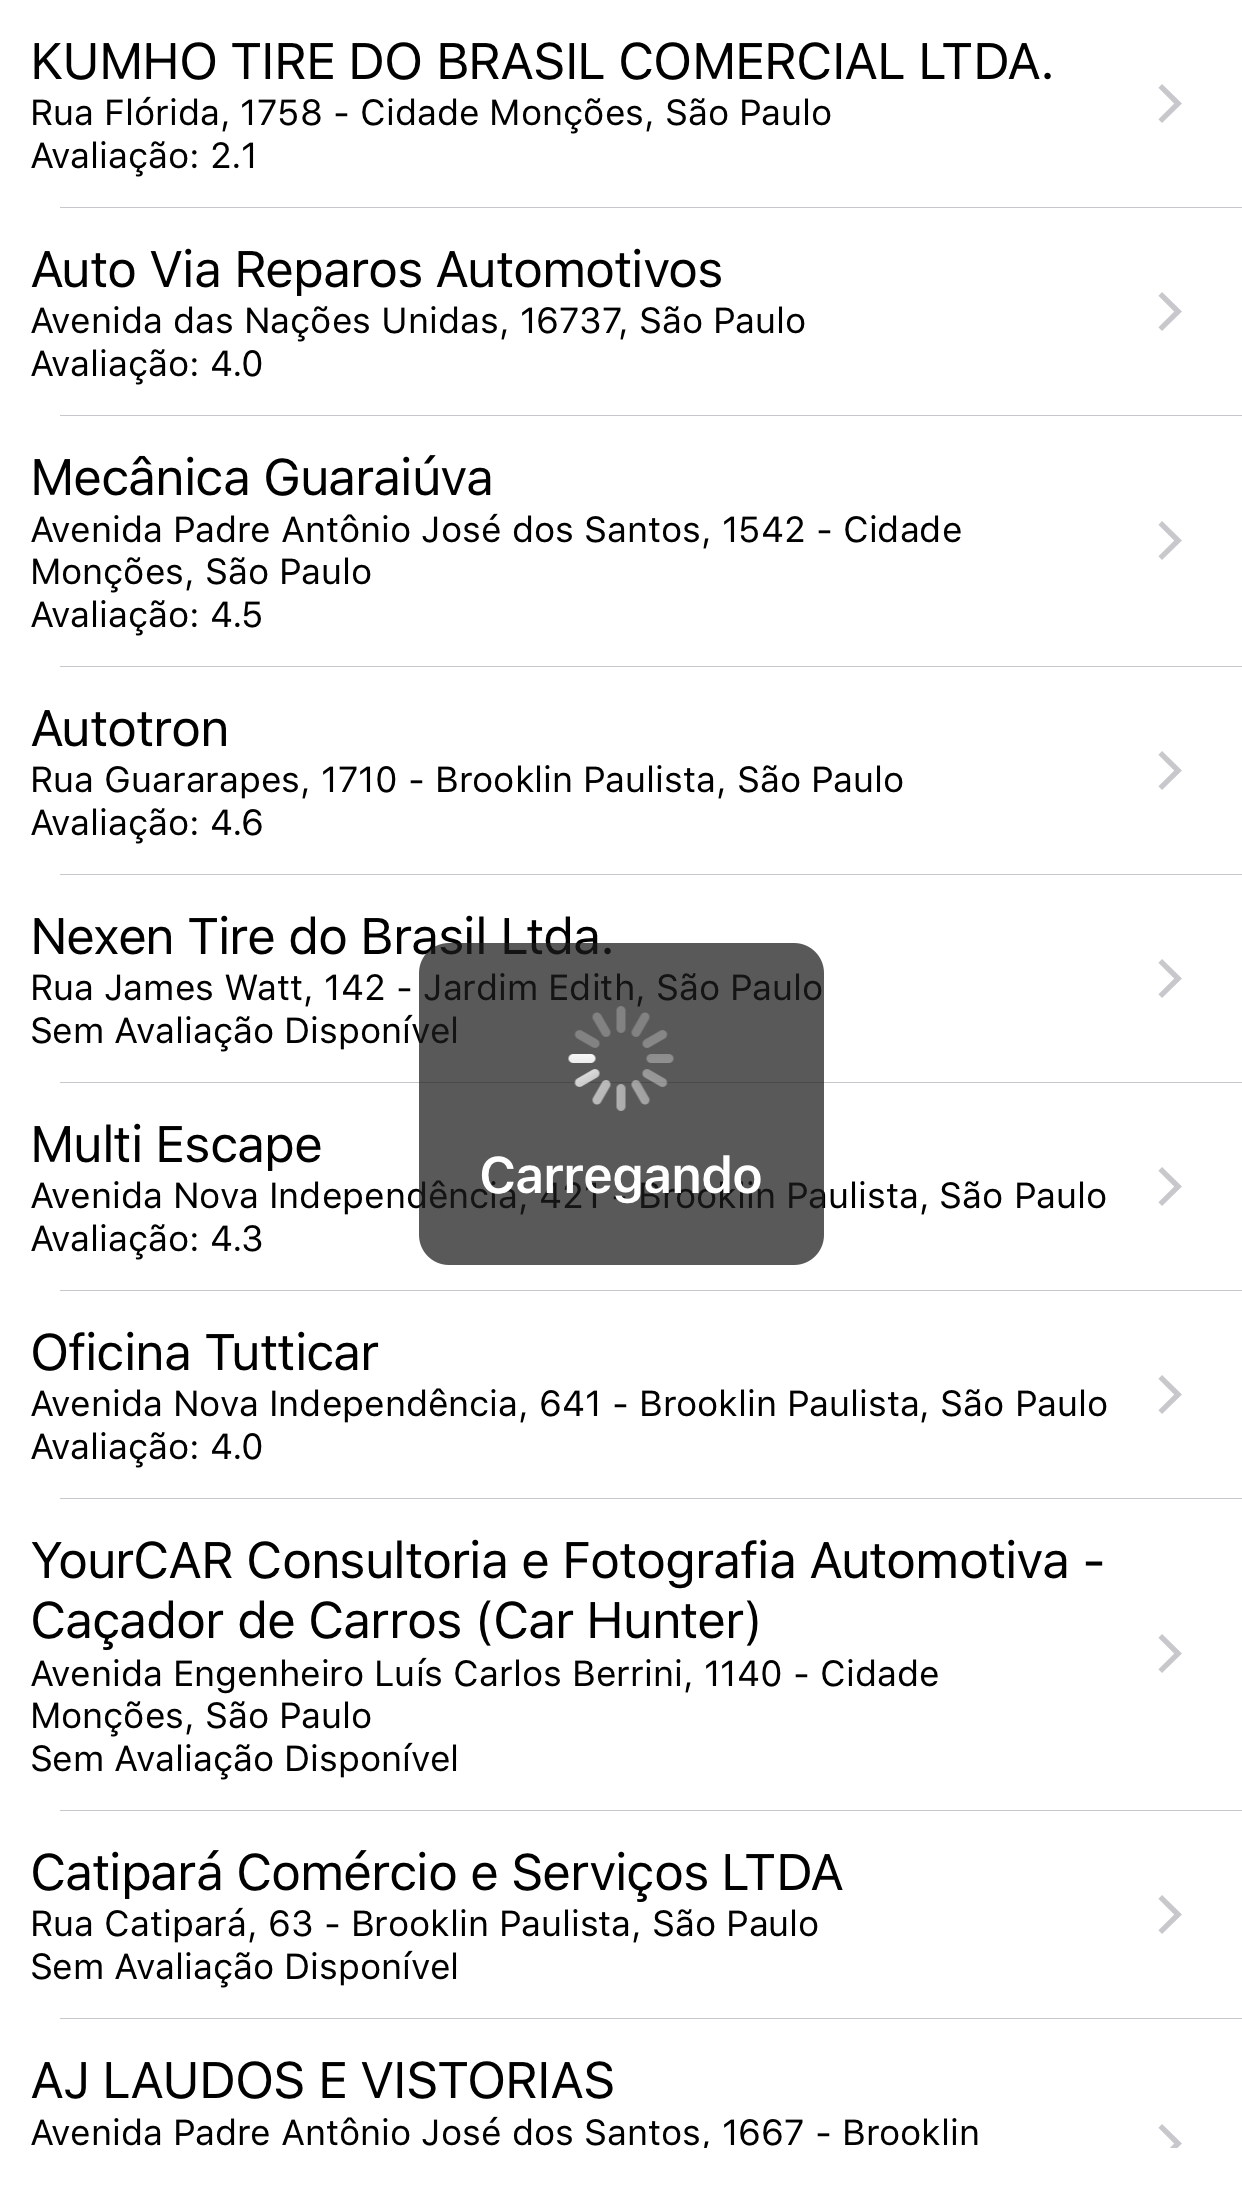 KUMHO TIRE DO BRASIL COMERCIAL LTDA.
Rua Flórida, 1758 - Cidade Monções, São Paulo
Avaliação: 2.1
Auto Via Reparos Automotivos
Avenida das Nações Unidas, 16737, São Paulo
Avaliação: 4.0
Mecânica Guaraiúva
Avenida Padre Antônio José dos Santos, 1542 - Cidade
Monções, São Paulo
Avaliação: 4.5
Autotron
Rua Guararapes, 1710 - Brooklin Paulista, São Paulo
Avaliação: 4.6
Nexen Tire do Brasil Ltda.
Rua James Watt, 142 - Jardim Edith, São Paulo
Sem Avaliação Disponível
Multi Escape
Avenida Nova Independência, 421 - Brooklin Paulista, São Paulo
Carregando
Avaliação: 4.3
Oficina Tutticar
Avenida Nova Independência, 641 - Brooklin Paulista, São Paulo
Avaliação: 4.0
YourCAR Consultoria e Fotografia Automotiva -
Caçador de Carros (Car Hunter)
Avenida Engenheiro Luís Carlos Berrini, 1140 - Cidade
Monções, São Paulo
Sem Avaliação Disponível
Catipará Comércio e Serviços LTDA
Rua Catipará, 63 - Brooklin Paulista, São Paulo
Sem Avaliação Disponível
AJ LAUDOS E VISTORIAS
Avenida Padre Antônio José dos Santos, 1667 - Brooklin